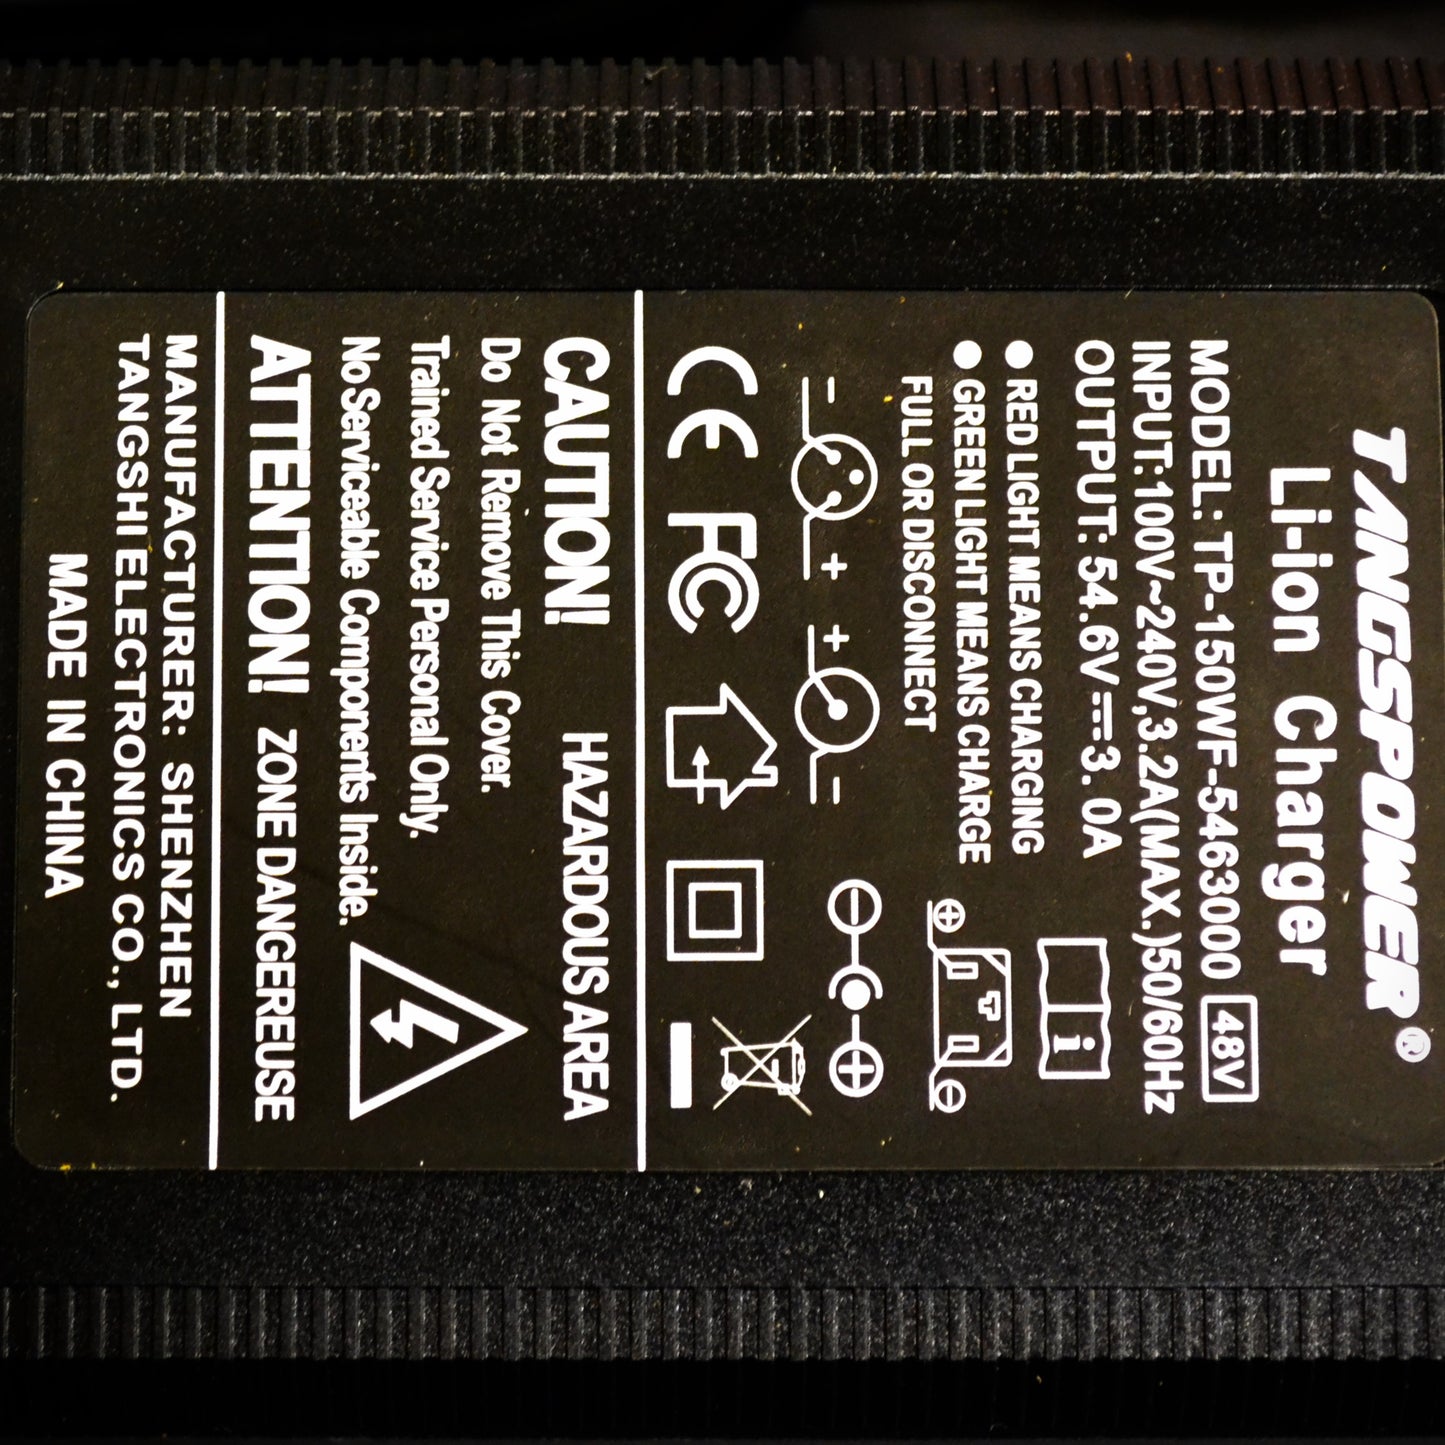 TANGSPOWER®
Li-ion Charger
MODEL: TP-150WF-5463000 48V
INPUT:100V~240V,3.2A(MAX.)50/60Hz
OUTPUT: 54.6V⎓3.0A
● RED LIGHT MEANS CHARGING
● GREEN LIGHT MEANS CHARGE
FULL OR DISCONNECT
i
- + + -
CE FC
CAUTION! HAZARDOUS AREA
Do Not Remove This Cover.
Trained Service Personal Only.
No Serviceable Components Inside.
ATTENTION! ZONE DANGEREUSE
MANUFACTURER: SHENZHEN
TANGSHI ELECTRONICS CO., LTD.
MADE IN CHINA